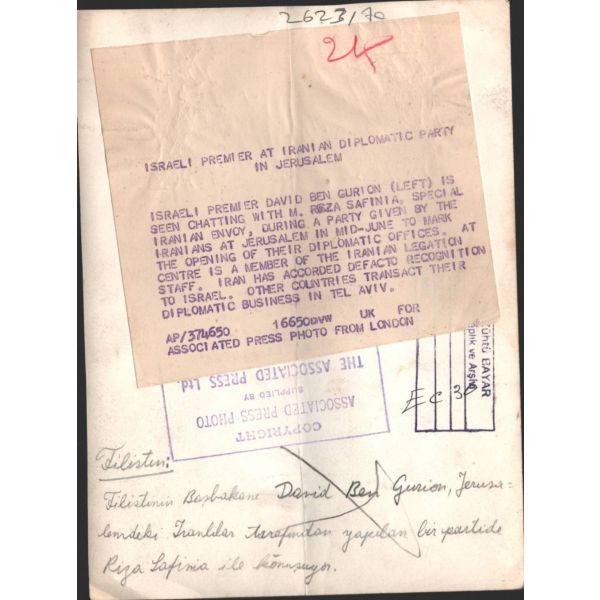 2623/70
24
ISRAELI PREMIER AT IRANIAN DIPLOMATIC PARTY
IN JERUSALEM
ISRAELI PREMIER DAVID BEN GURION (LEFT) IS
SEEN CHATTING WITH M. REZA SAFINIA, SPECIAL
IRANIAN ENVOY, DURING A PARTY GIVEN BY THE
IRANIANS AT JERUSALEM IN MID-JUNE TO MARK
THE OPENING OF THEIR DIPLOMATIC OFFICES. AT
CENTRE IS A MEMBER OF THE IRANIAN LEGATION
STAFF. IRAN HAS ACCORDED DEFACTO RECOGNITION
TO ISRAEL. OTHER COUNTRIES TRANSACT THEIR
DIPLOMATIC BUSINESS IN TEL AVIV.
AP/374650 16650DVW UK FOR
ASSOCIATED PRESS PHOTO FROM LONDON
COPYRIGHT
ASSOCIATED PRESS PHOTO
SUPPLIED BY
THE ASSOCIATED PRESS Ltd.
BAYAR
ve Arşivi
EC 30
Filistin:
Filistinin Başbakanı David Ben Gurion, Jerusa-
lemdeki İranlılar tarafından yapılan bir partide
Rıza Safinia ile konuşuyor.